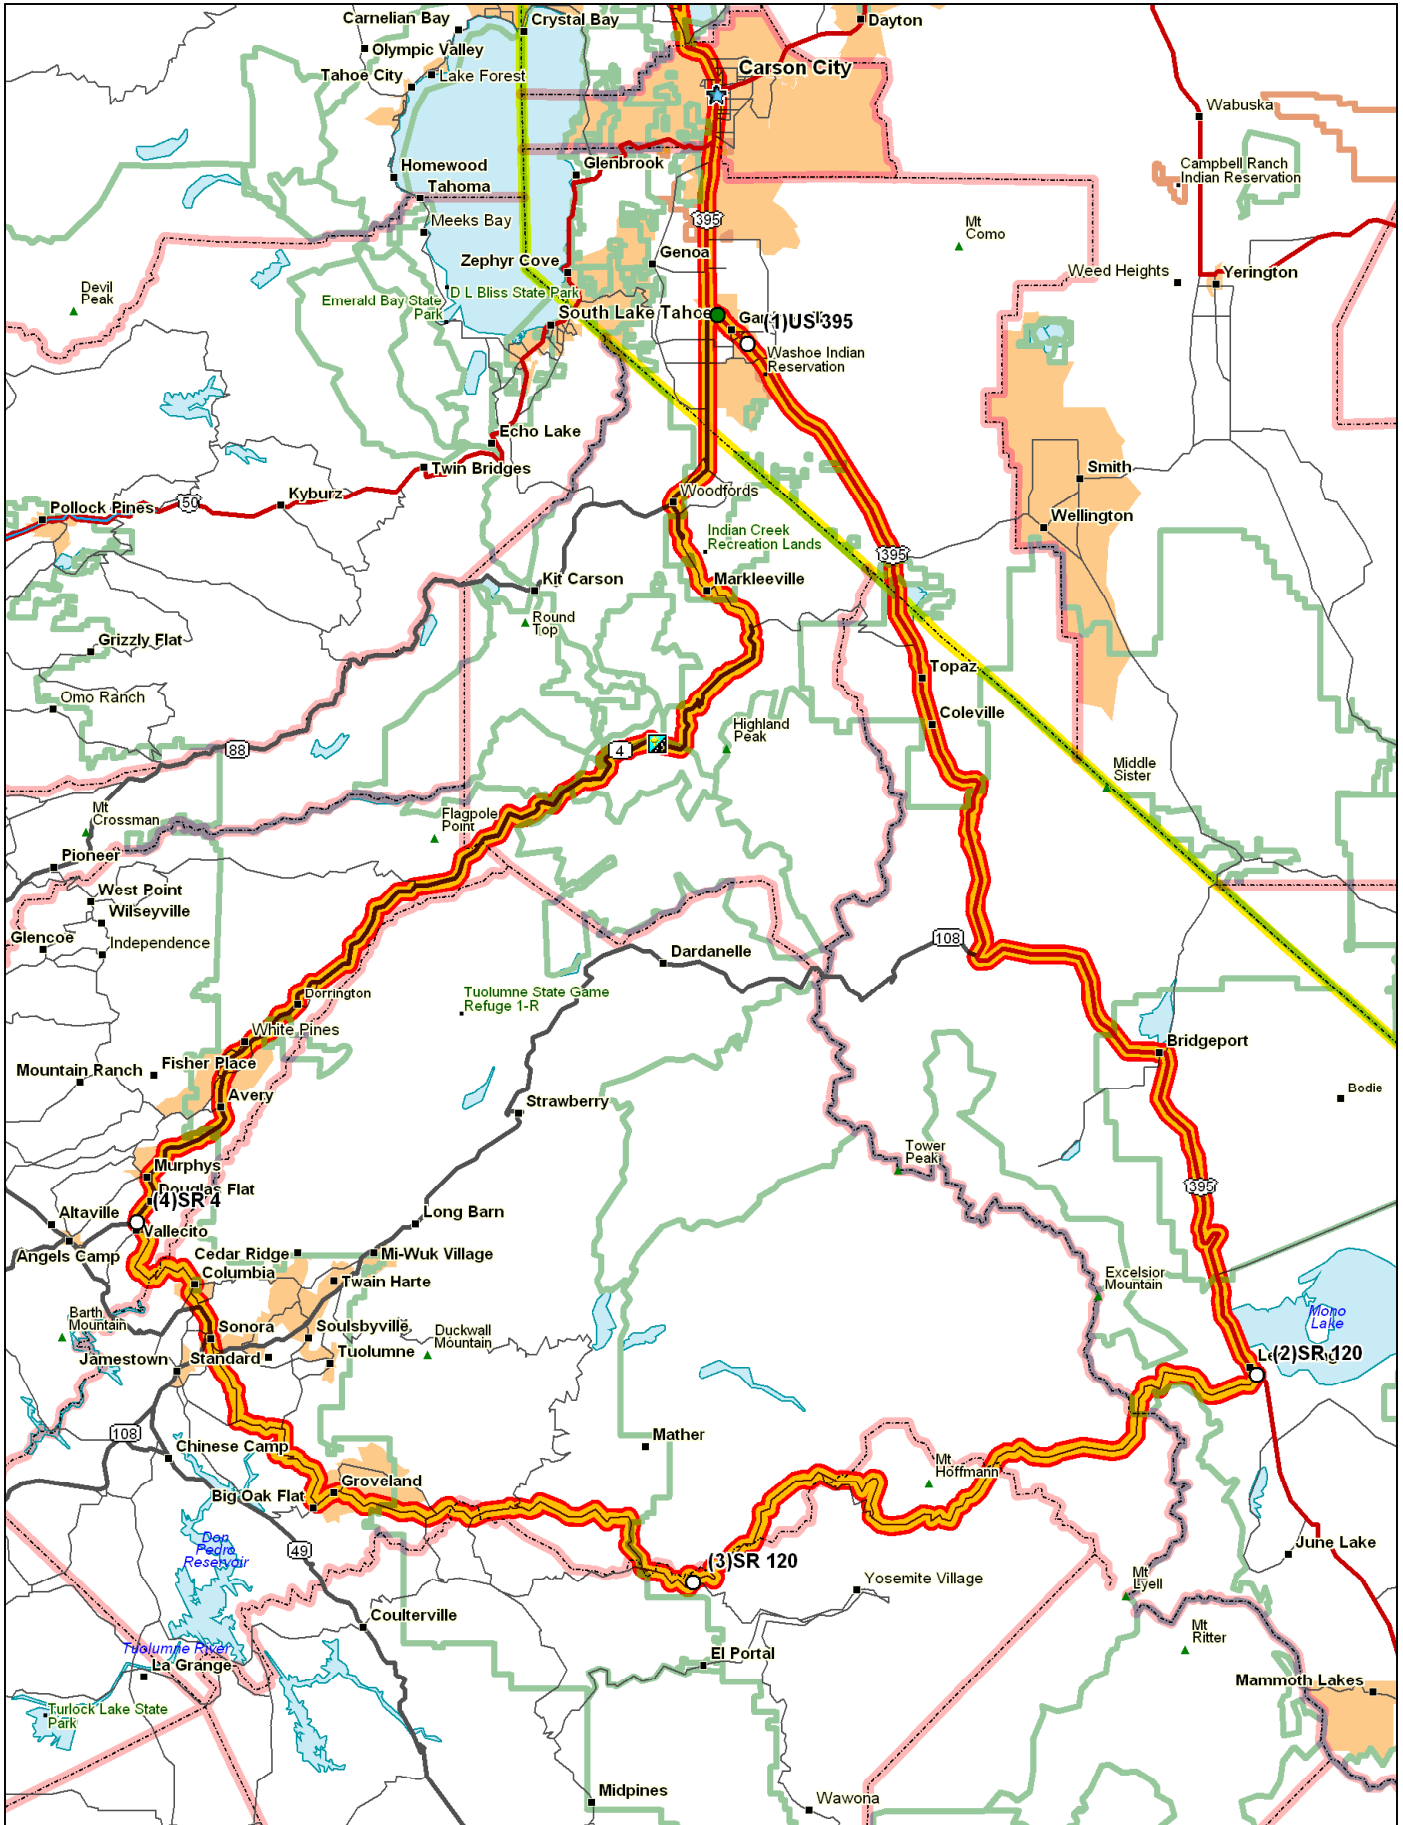 Carnelian Bay
Crystal Bay
Dayton
Olympic Valley
Tahoe City
Lake Forest
Carson City
Wabuska
Homewood
Glenbrook
Campbell Ranch
Indian Reservation
Tahoma
Meeks Bay
395
Mt
Como
Genoa
Zephyr Cove
Weed Heights
Yerington
Devil
Peak
Emerald Bay State
Park
D L Bliss State Park
South Lake Tahoe
(1)US 395
Washoe Indian
Reservation
Echo Lake
Twin Bridges
Smith
Pollock Pines
50
Kyburz
Woodfords
Wellington
Indian Creek
Recreation Lands
395
Kit Carson
Markleeville
Round
Top
Grizzly Flat
Topaz
Omo Ranch
Coleville
Highland
Peak
88
4
Middle
Sister
Mt
Crossman
Flagpole
Point
Pioneer
West Point
Wilseyville
Glencoe
Independence
108
Dardanelle
Dorrington
Tuolumne State Game
Refuge 1-R
White Pines
Bridgeport
Mountain Ranch
Fisher Place
Avery
Strawberry
Bodie
Tower
Peak
Murphys
Douglas Flat
(4)SR 4
395
Altaville
Vallecito
Long Barn
Angels Camp
Cedar Ridge
Mi-Wuk Village
Columbia
Twain Harte
Excelsior
Mountain
Barth
Mountain
Sonora
Soulsbyville
Duckwall
Mountain
Mono
Lake
Jamestown
Standard
Tuolumne
(2)SR 120
108
Chinese Camp
Mather
Mt
Hoffmann
Groveland
Big Oak Flat
Don
Pedro
Reservoir
49
(3)SR 120
June Lake
Yosemite Village
Mt
Lyell
Coulterville
Mt
Ritter
Tuolumne River
La Grange
El Portal
Mammoth Lakes
Turlock Lake State
Park
Midpines
Wawona